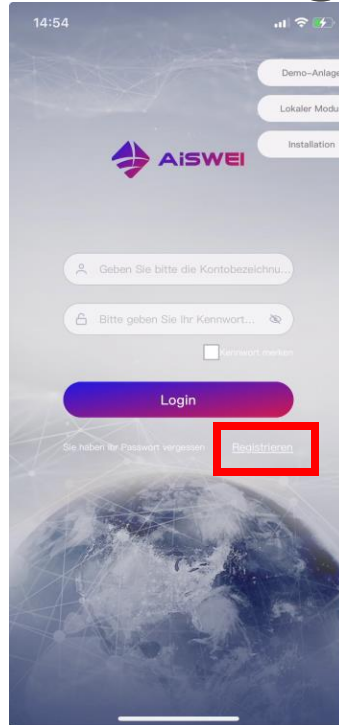 14:54
Demo-Anlage
Lokaler Modu
Installation
AiSWEI
Geben Sie bitte die Kontobezeichnu...
Bitte geben Sie Ihr Kennwort...
Kennwort merken
Login
Sie haben Ihr Passwort vergessen
Registrieren